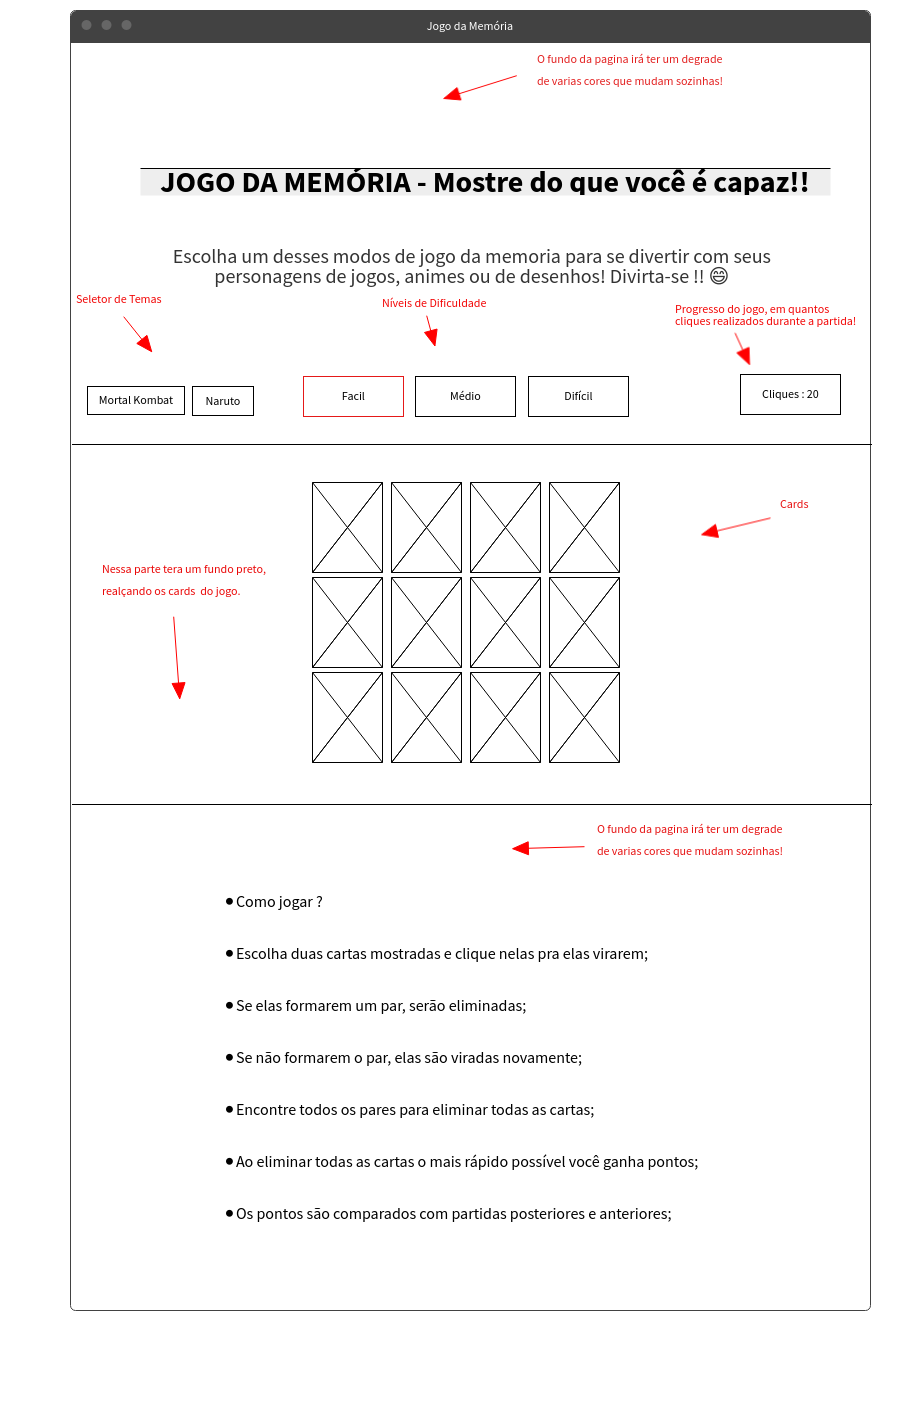 Jogo da Memória
O fundo da pagina irá ter um degrade
de varias cores que mudam sozinhas!
JOGO DA MEMÓRIA - Mostre do que você é capaz!!
Escolha um desses modos de jogo da memoria para se divertir com seus
personagens de jogos, animes ou de desenhos! Divirta-se !! 😄
Seletor de Temas
Níveis de Dificuldade
Progresso do jogo, em quantos
cliques realizados durante a partida!
Mortal Kombat
Naruto
Facil
Médio
Difícil
Cliques : 20
Cards
Nessa parte tera um fundo preto,
realçando os cards do jogo.
O fundo da pagina irá ter um degrade
de varias cores que mudam sozinhas!
● Como jogar ?
● Escolha duas cartas mostradas e clique nelas pra elas virarem;
● Se elas formarem um par, serão eliminadas;
● Se não formarem o par, elas são viradas novamente;
● Encontre todos os pares para eliminar todas as cartas;
● Ao eliminar todas as cartas o mais rápido possível você ganha pontos;
● Os pontos são comparados com partidas posteriores e anteriores;